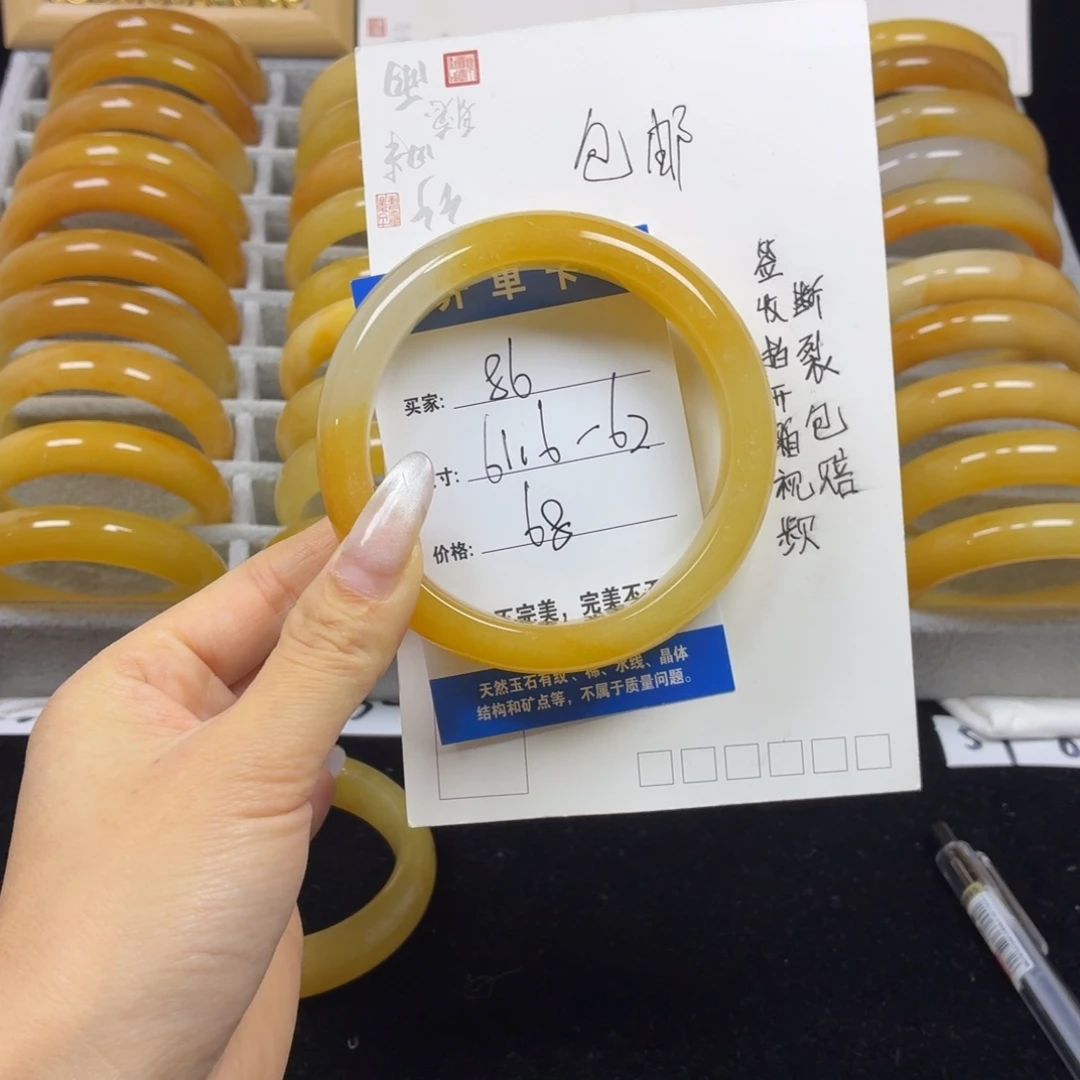 包邮
签收拍开箱视频
断裂包赔
买家: 86
寸: 61.6-62
价格: 68
完美,完美不
天然玉石有纹、棉、水线、晶体
结构和矿点等,不属于质量问题。